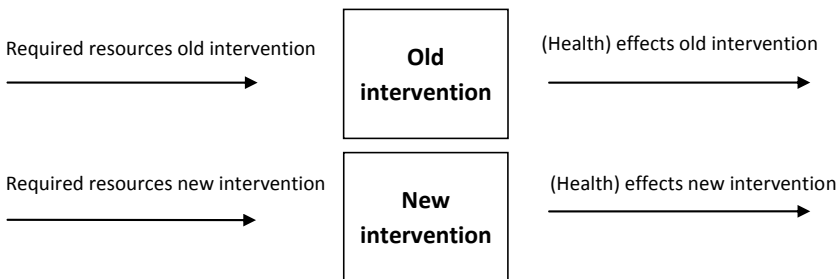 Required resources old intervention
Old
intervention
(Health) effects old intervention
Required resources new intervention
New
intervention
(Health) effects new intervention